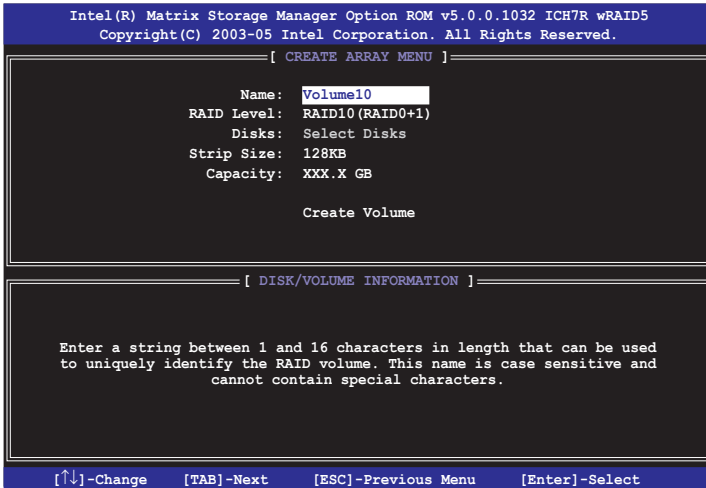 Intel(R) Matrix Storage Manager Option ROM v5.0.0.1032 ICH7R wRAID5
Copyright(C) 2003-05 Intel Corporation. All Rights Reserved.
[ CREATE ARRAY MENU ]
Name: Volume10
RAID Level: RAID10(RAID0+1)
Disks: Select Disks
Strip Size: 128KB
Capacity: XXX.X GB
Create Volume
[ DISK/VOLUME INFORMATION ]
Enter a string between 1 and 16 characters in length that can be used
to uniquely identify the RAID volume. This name is case sensitive and
cannot contain special characters.
[↑↓]-Change [TAB]-Next [ESC]-Previous Menu [Enter]-Select